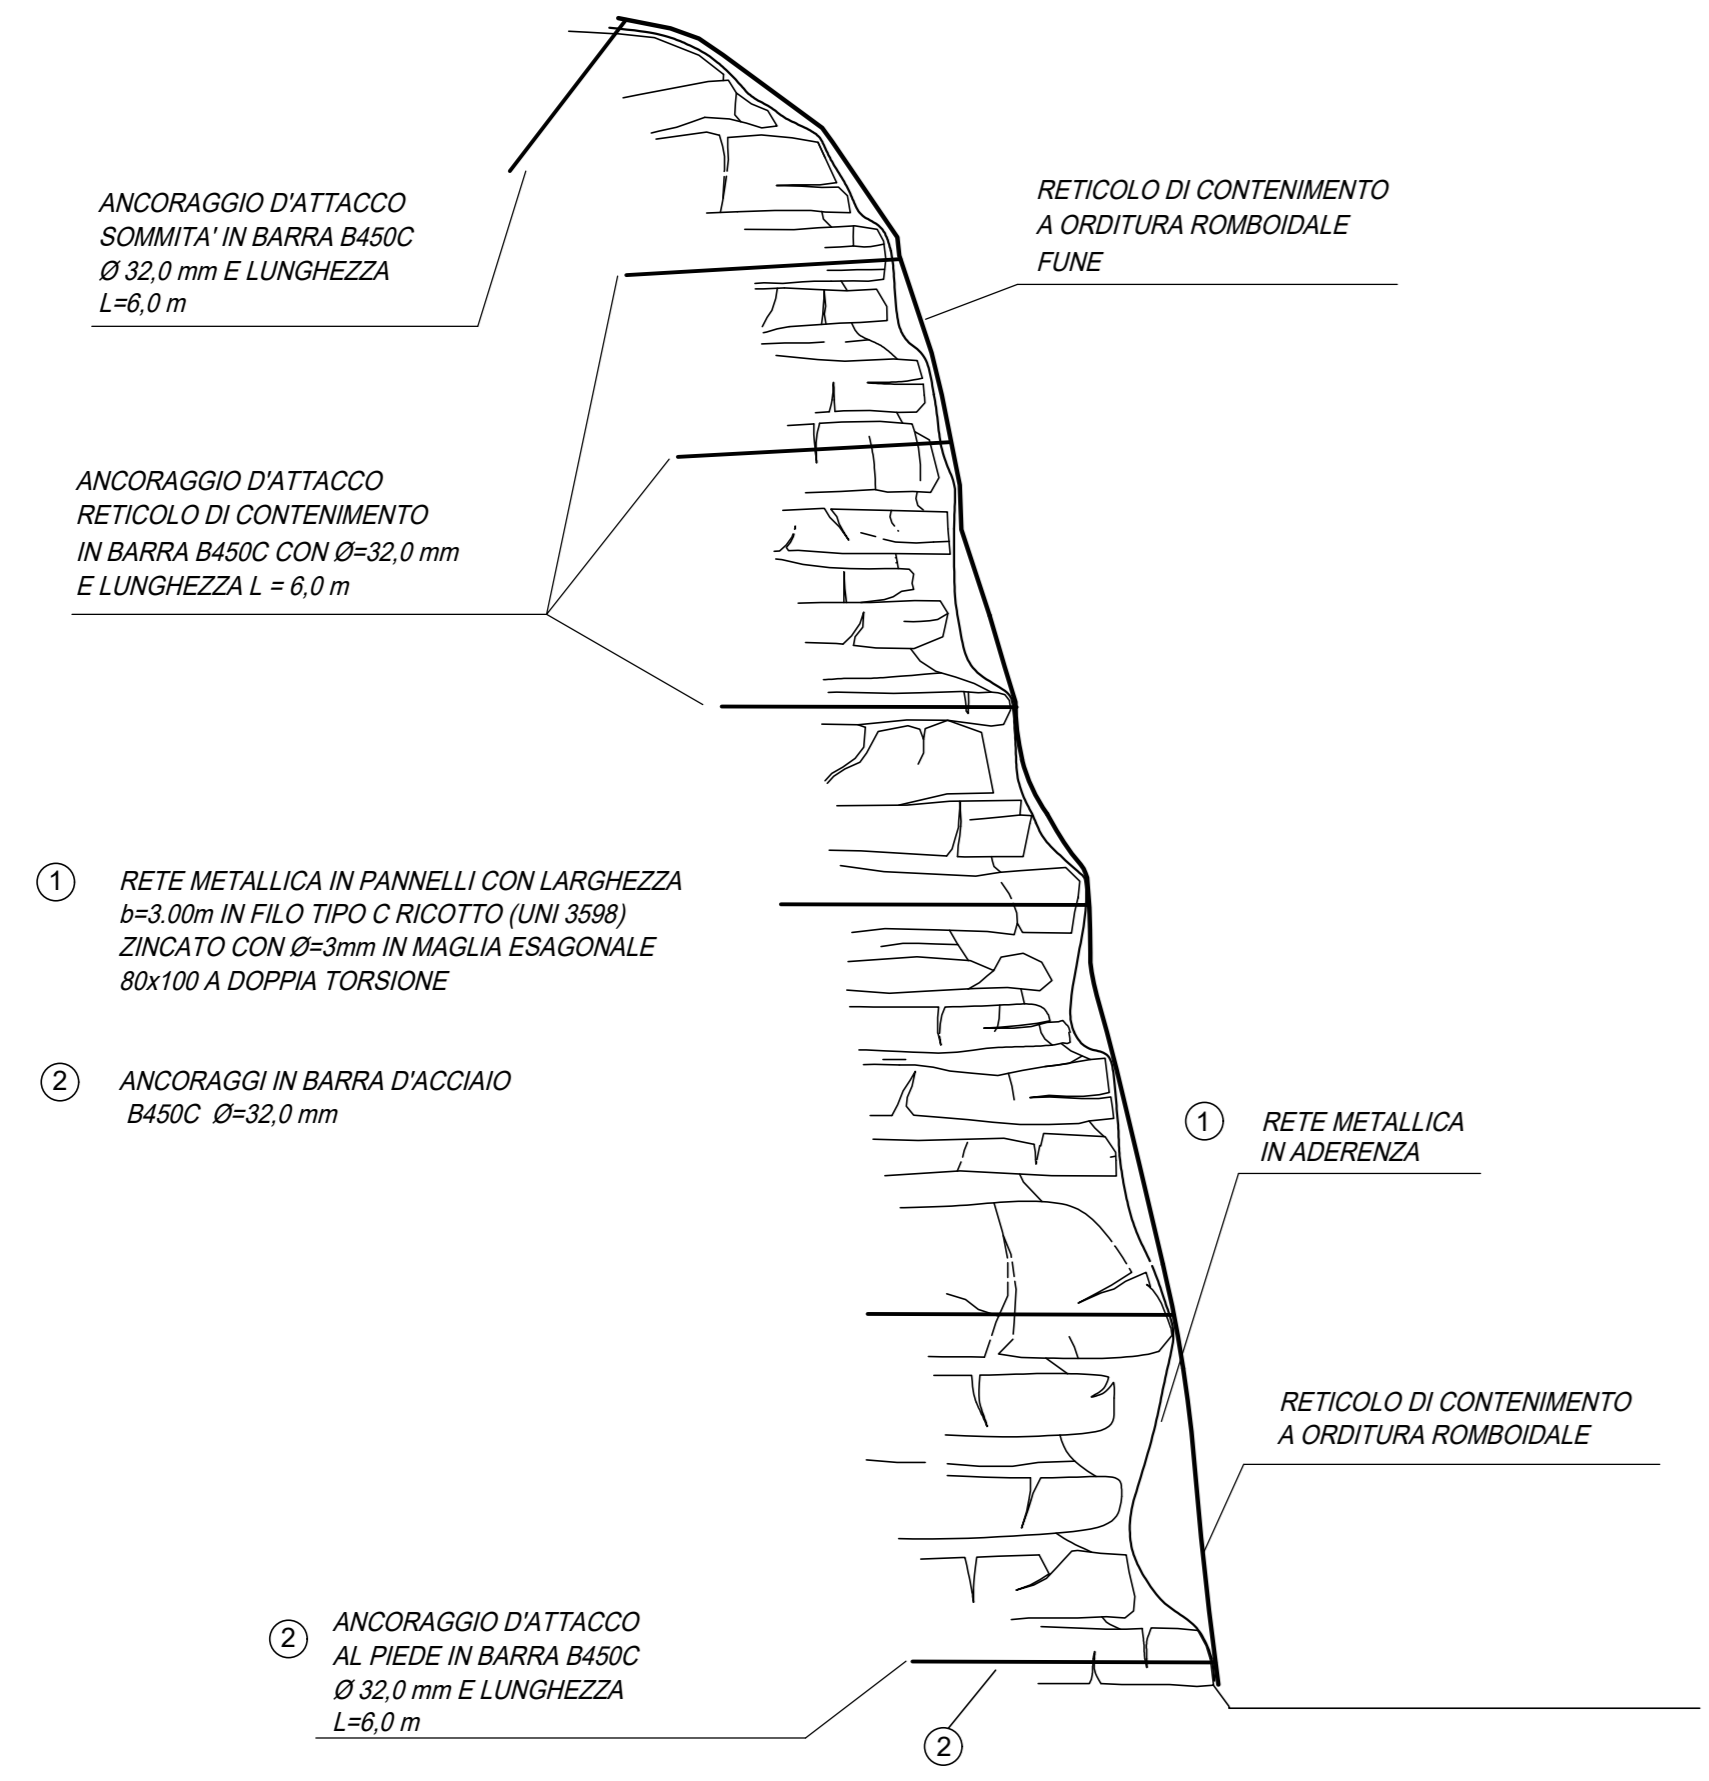 ANCORAGGIO D'ATTACCO
SOMMITA' IN BARRA B450C
Ø 32,0 mm E LUNGHEZZA
L=6,0 m
RETICOLO DI CONTENIMENTO
A ORDITURA ROMBOIDALE
FUNE
ANCORAGGIO D'ATTACCO
RETICOLO DI CONTENIMENTO
IN BARRA B450C CON Ø=32,0 mm
E LUNGHEZZA L = 6,0 m
1 RETE METALLICA IN PANNELLI CON LARGHEZZA
b=3.00m IN FILO TIPO C RICOTTO (UNI 3598)
ZINCATO CON Ø=3mm IN MAGLIA ESAGONALE
80x100 A DOPPIA TORSIONE
2 ANCORAGGI IN BARRA D'ACCIAIO
B450C Ø=32,0 mm
1 RETE METALLICA
IN ADERENZA
RETICOLO DI CONTENIMENTO
A ORDITURA ROMBOIDALE
2 ANCORAGGIO D'ATTACCO
AL PIEDE IN BARRA B450C
Ø 32,0 mm E LUNGHEZZA
L=6,0 m
2